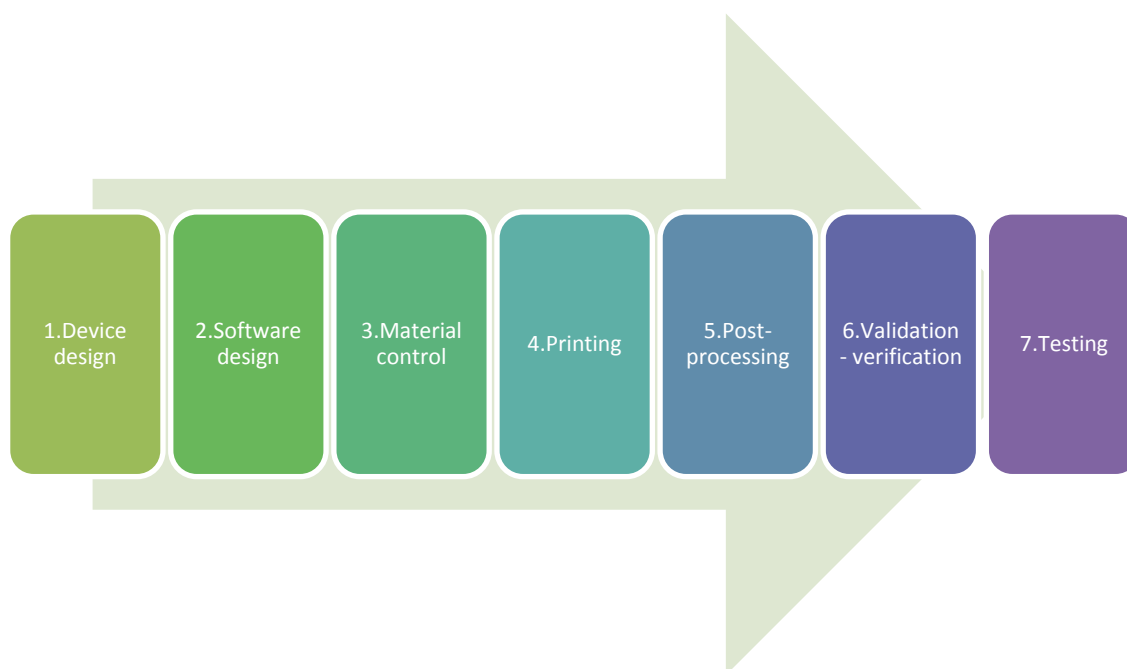 1.Device
design
2.Software
design
3.Material
control
4.Printing
5.Post-
processing
6.Validation
- verification
7.Testing